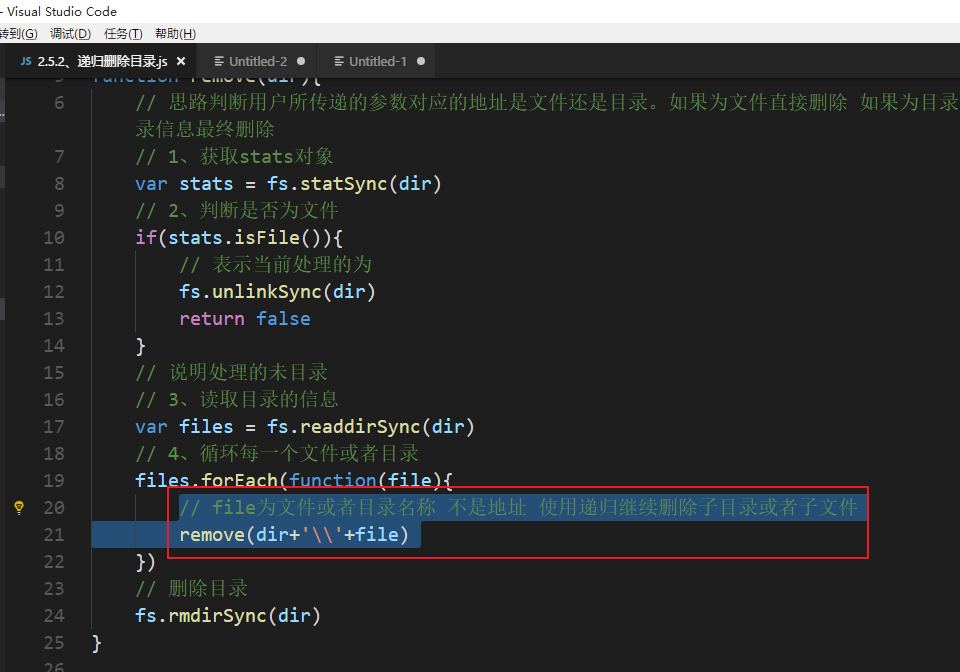 - Visual Studio Code
转到(G) 调试(D) 任务(T) 帮助(H)
JS 2.5.2、递归删除目录.js × Untitled-2 ● Untitled-1 ●
5 function remove(dir){
6 // 思路判断用户所传递的参数对应的地址是文件还是目录。如果为文件直接删除 如果为目录
录信息最终删除
7 // 1、获取stats对象
8 var stats = fs.statSync(dir)
9 // 2、判断是否为文件
10 if(stats.isFile()){
11 // 表示当前处理的为
12 fs.unlinkSync(dir)
13 return false
14 }
15 // 说明处理的未目录
16 // 3、读取目录的信息
17 var files = fs.readdirSync(dir)
18 // 4、循环每一个文件或者目录
19 files.forEach(function(file){
20 // file为文件或者目录名称 不是地址 使用递归继续删除子目录或者子文件
21 remove(dir+'\\'+file)
22 })
23 // 删除目录
24 fs.rmdirSync(dir)
25 }
26